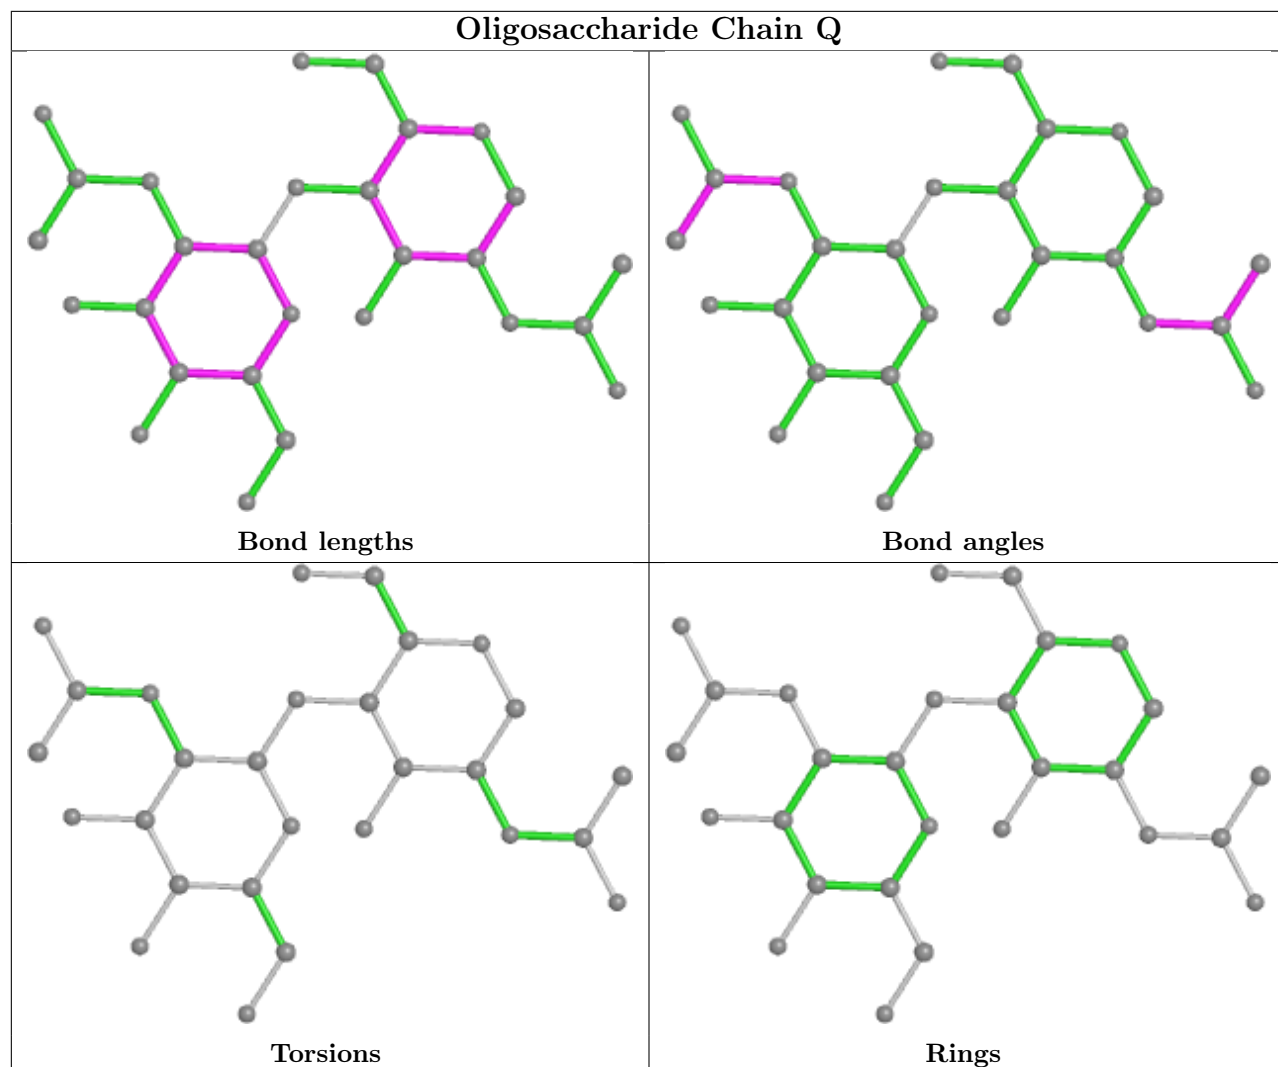 Oligosaccharide Chain Q
Bond lengths
Bond angles
Torsions
Rings